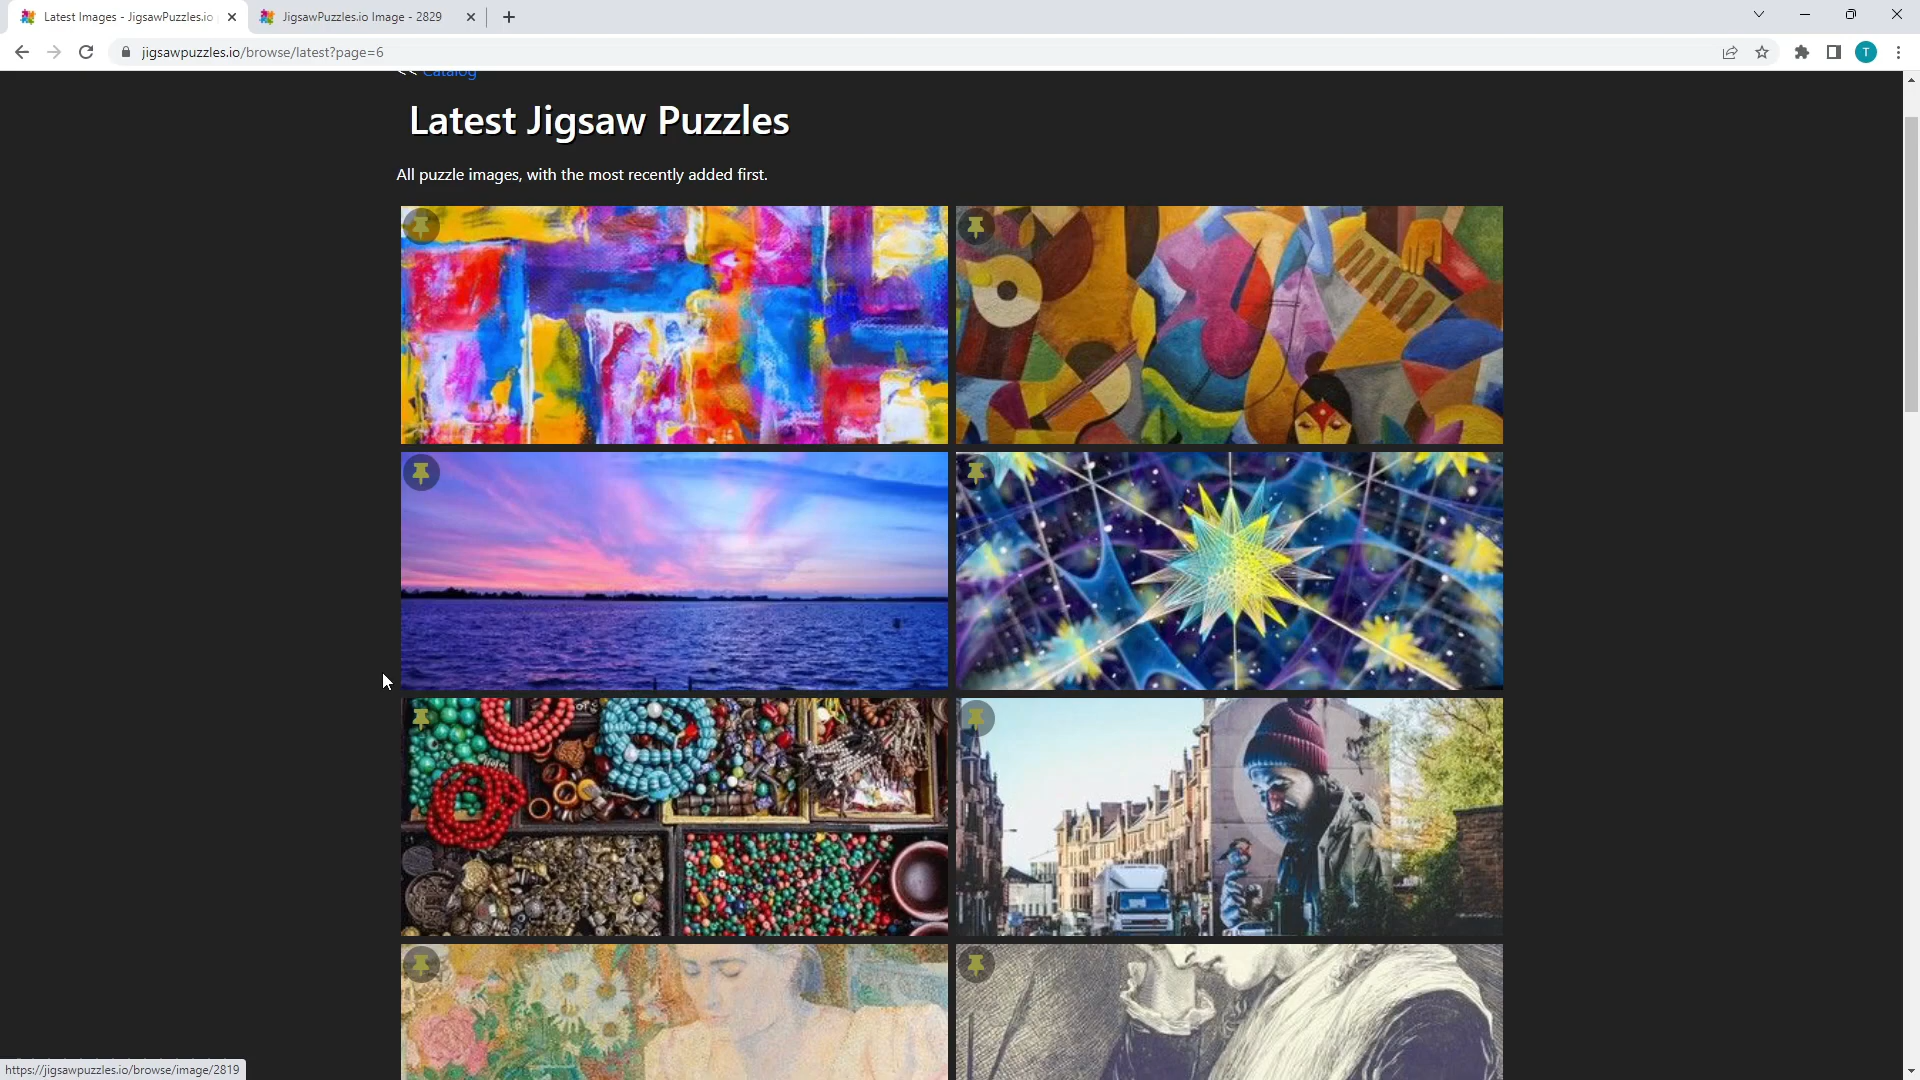 Latest Images - JigsawPuzzles.io
JigsawPuzzles.io Image - 2829
jigsawpuzzles.io/browse/latest?page=6
T
<< Catalog
Latest Jigsaw Puzzles
All puzzle images, with the most recently added first.
https://jigsawpuzzles.io/browse/image/2819